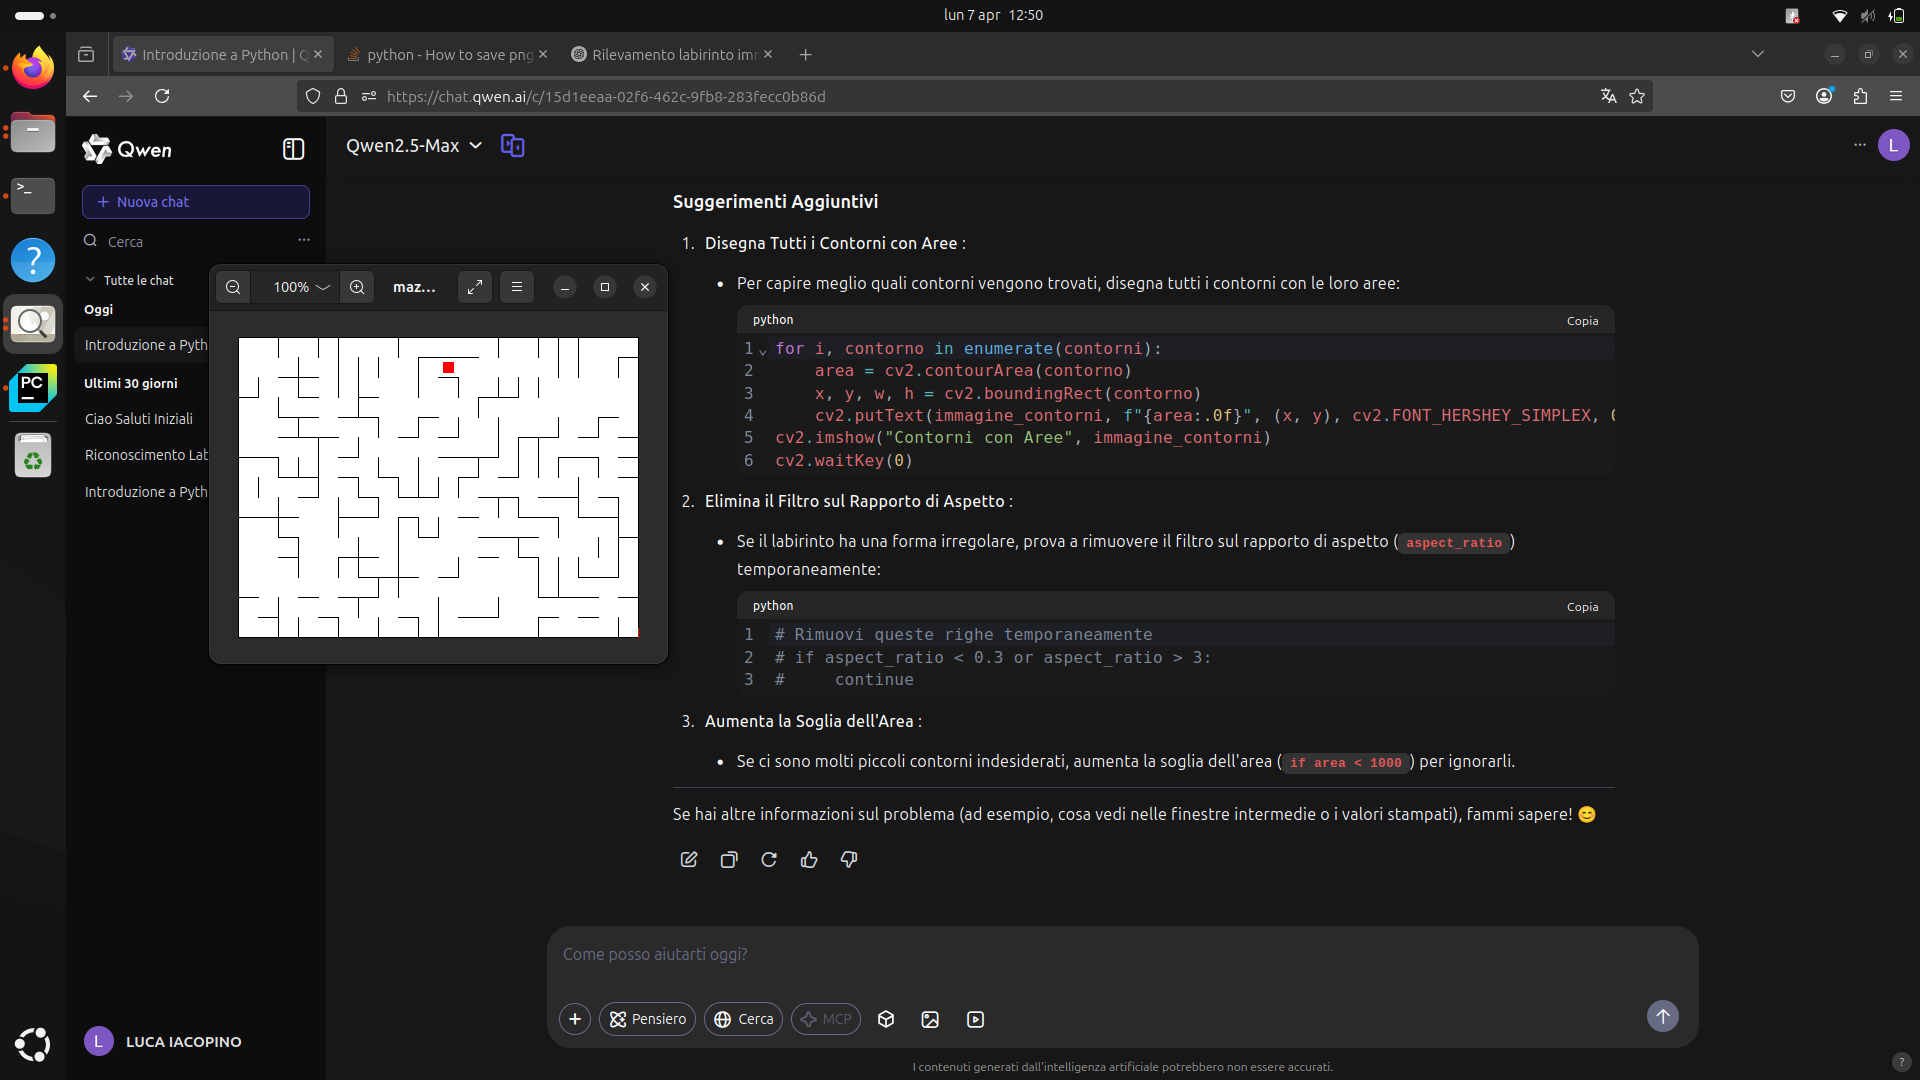 lun 7 apr 12:50
Introduzione a Python | Q
python - How to save png
Rilevamento labirinto imm
https://chat.qwen.ai/c/15d1eeaa-02f6-462c-9fb8-283fecc0b86d
Qwen
Nuova chat
Cerca
Tutte le chat
Oggi
Introduzione a Pyth
Ultimi 30 giorni
Ciao Saluti Iniziali
Riconoscimento Lab
Introduzione a Pyth
L LUCA IACOPINO
100%
maz...
Qwen2.5-Max
L
Suggerimenti Aggiuntivi
1. Disegna Tutti i Contorni con Aree :
• Per capire meglio quali contorni vengono trovati, disegna tutti i contorni con le loro aree:
python
Copia
1 for i, contorno in enumerate(contorni):
2 area = cv2.contourArea(contorno)
3 x, y, w, h = cv2.boundingRect(contorno)
4 cv2.putText(immagine_contorni, f"{area:.0f}", (x, y), cv2.FONT_HERSHEY_SIMPLEX, 0
5 cv2.imshow("Contorni con Aree", immagine_contorni)
6 cv2.waitKey(0)
2. Elimina il Filtro sul Rapporto di Aspetto :
• Se il labirinto ha una forma irregolare, prova a rimuovere il filtro sul rapporto di aspetto ( aspect_ratio )
temporaneamente:
python
Copia
1 # Rimuovi queste righe temporaneamente
2 # if aspect_ratio < 0.3 or aspect_ratio > 3:
3 #     continue
3. Aumenta la Soglia dell'Area :
• Se ci sono molti piccoli contorni indesiderati, aumenta la soglia dell'area ( if area < 1000 ) per ignorarli.
Se hai altre informazioni sul problema (ad esempio, cosa vedi nelle finestre intermedie o i valori stampati), fammi sapere! 😊
Come posso aiutarti oggi?
Pensiero
Cerca
MCP
I contenuti generati dall'intelligenza artificiale potrebbero non essere accurati.
?
PC